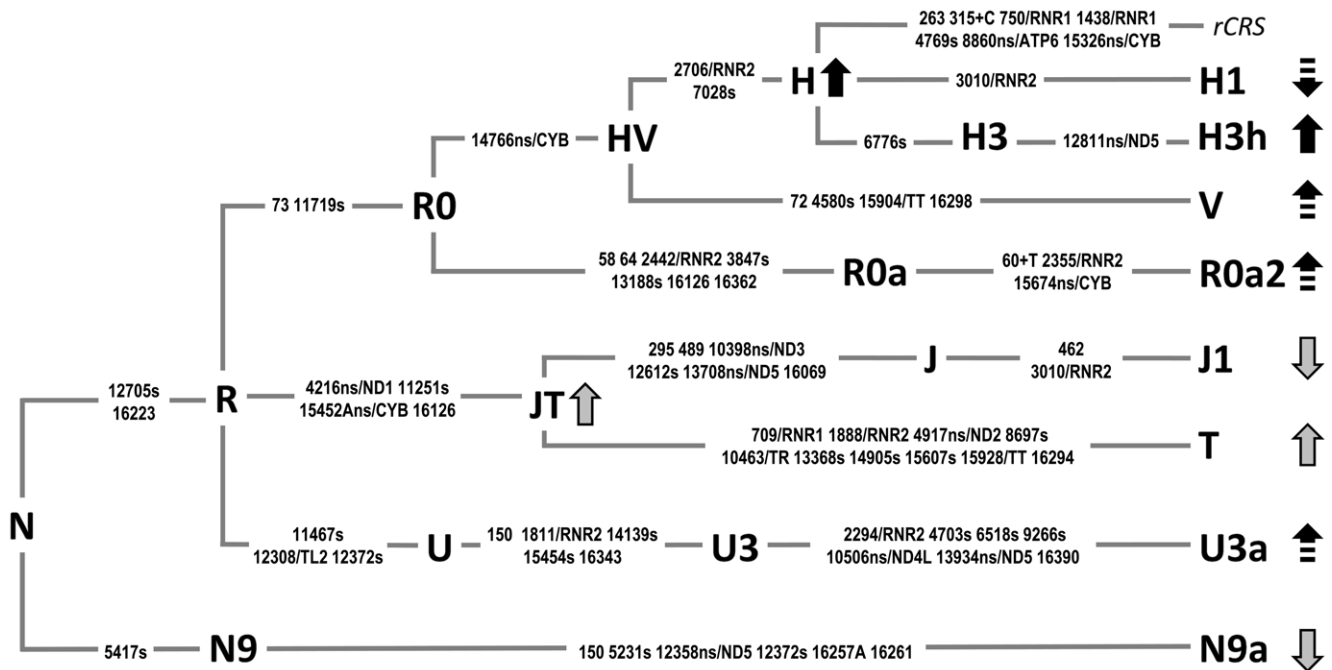 263 315+C 750/RNR1 1438/RNR1
4769s 8860ns/ATP6 15326ns/CYB
rCRS
2706/RNR2
7028s
H
3010/RNR2
H1
14766ns/CYB
HV
6776s
H3
12811ns/ND5
H3h
73 11719s
R0
72 4580s 15904/TT 16298
V
58 64 2442/RNR2 3847s
13188s 16126 16362
R0a
60+T 2355/RNR2
15674ns/CYB
R0a2
12705s
16223
R
4216ns/ND1 11251s
15452Ans/CYB 16126
JT
295 489 10398ns/ND3
12612s 13708ns/ND5 16069
J
462
3010/RNR2
J1
709/RNR1 1888/RNR2 4917ns/ND2 8697s
10463/TR 13368s 14905s 15607s 15928/TT 16294
T
N
11467s
12308/TL2 12372s
U
150 1811/RNR2 14139s
15454s 16343
U3
2294/RNR2 4703s 6518s 9266s
10506ns/ND4L 13934ns/ND5 16390
U3a
5417s
N9
150 5231s 12358ns/ND5 12372s 16257A 16261
N9a